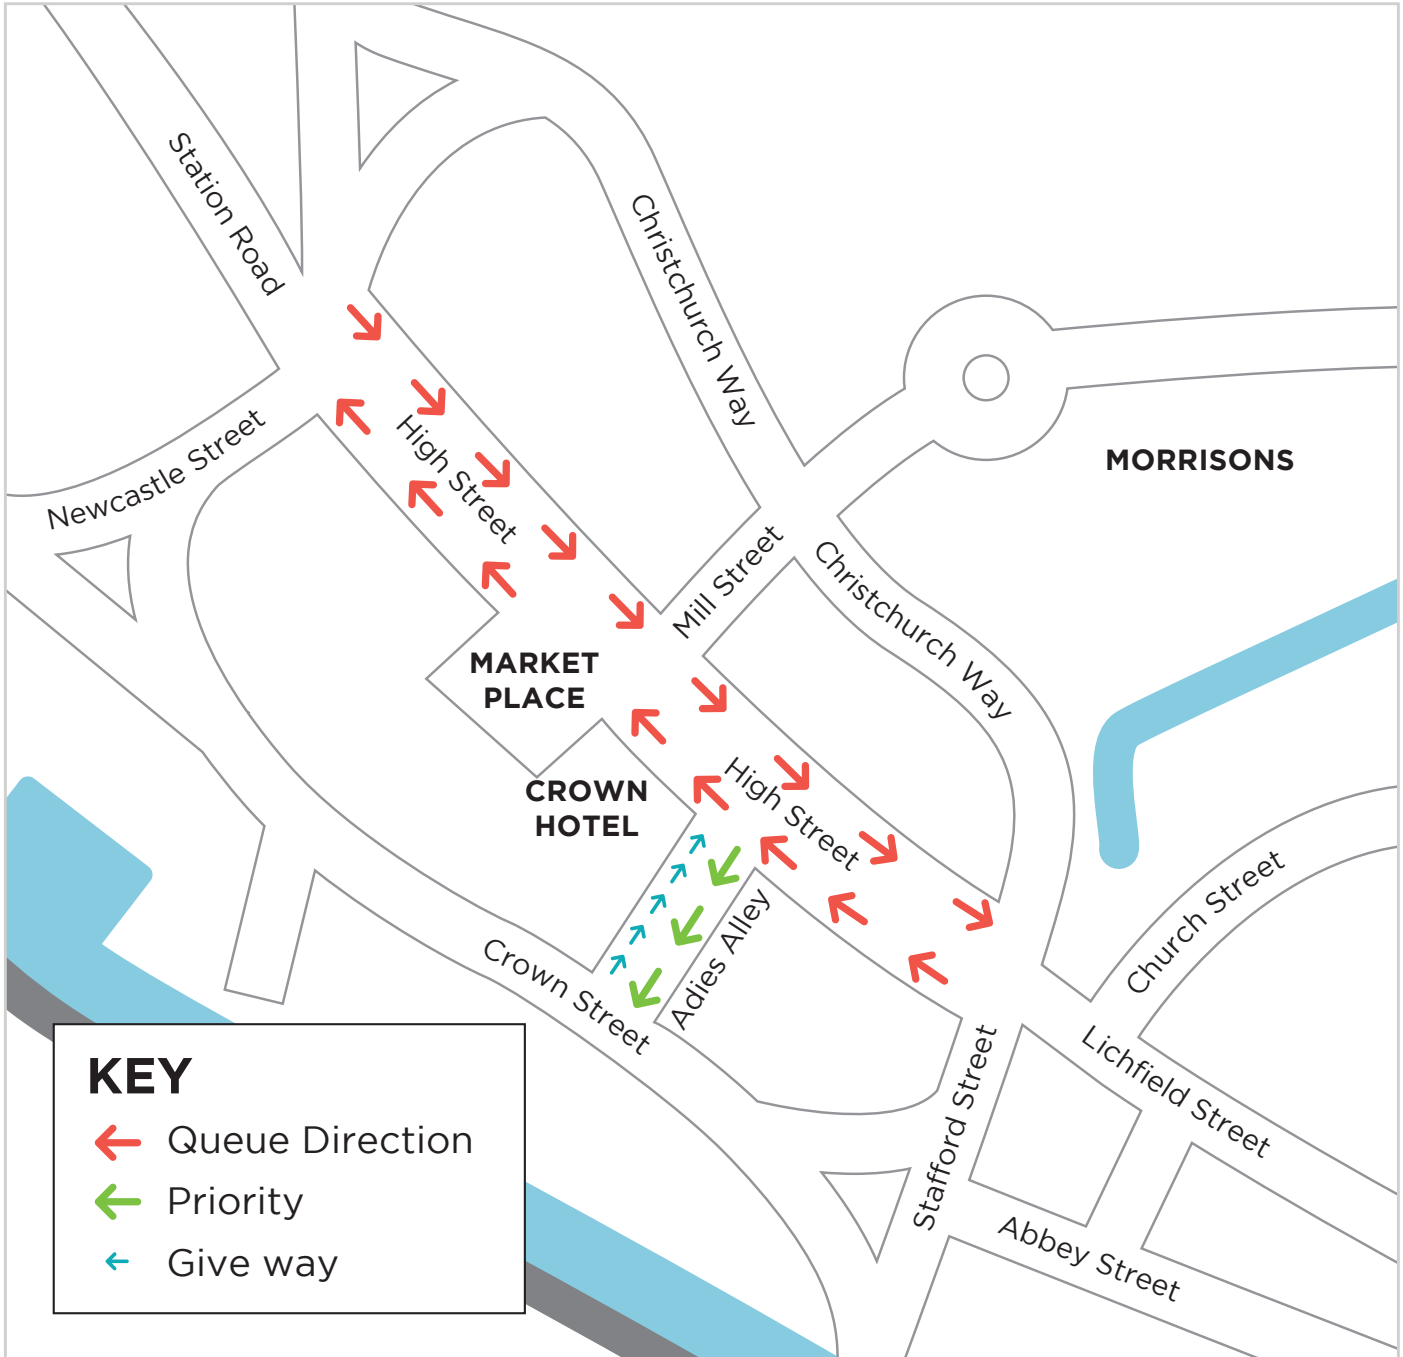 Station Road
Christchurch Way
Newcastle Street
High Street
MORRISONS
Mill Street
Christchurch Way
MARKET
PLACE
High Street
CROWN
HOTEL
Adies Alley
Church Street
Crown Street
Stafford Street
Lichfield Street
Abbey Street
KEY
Queue Direction
Priority
Give way